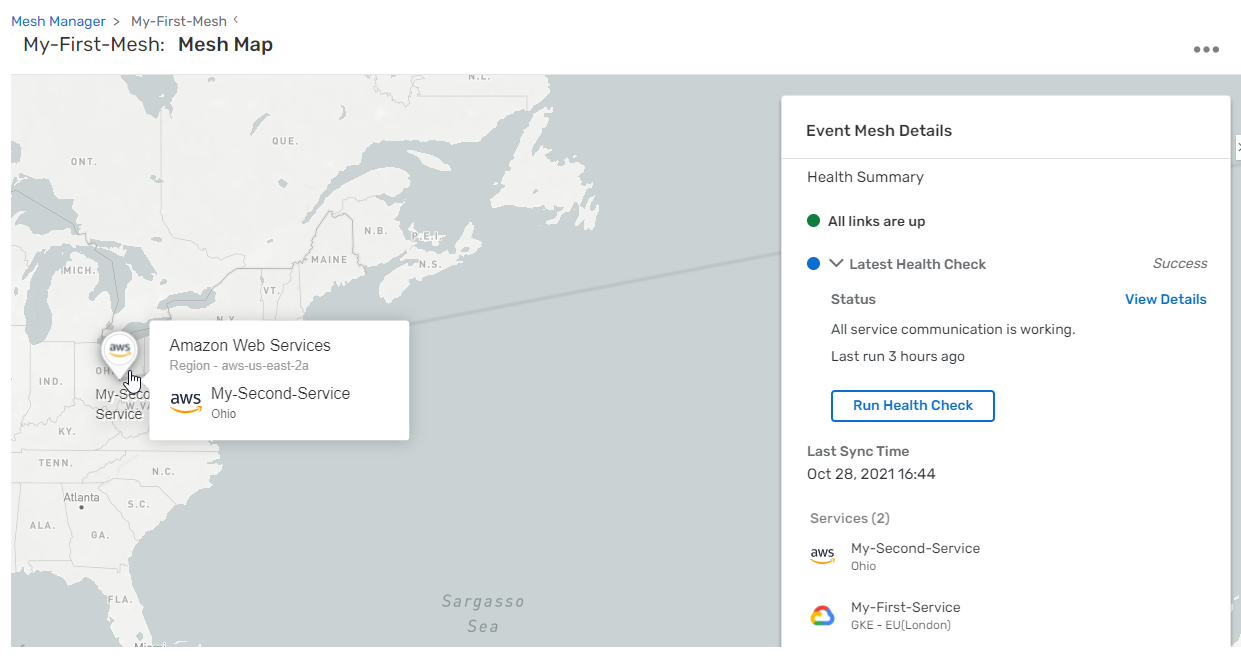 Mesh Manager > My-First-Mesh
My-First-Mesh: Mesh Map
N.L.
QUE.
ONT.
N.B.
P.E.I.
MAINE
N.S.
MICH.
VT.
N.Y.
aws
OH
IND.
My-Seco
W.VA
Service
KY.
TENN.
N.C.
Atlanta
S.C.
ALA.
GA.
FLA.
Miami
Sargasso
Sea
Amazon Web Services
Region - aws-us-east-2a
aws
My-Second-Service
Ohio
Event Mesh Details
Health Summary
All links are up
Latest Health Check Success
Status View Details
All service communication is working.
Last run 3 hours ago
Run Health Check
Last Sync Time
Oct 28, 2021 16:44
Services (2)
aws
My-Second-Service
Ohio
My-First-Service
GKE - EU(London)